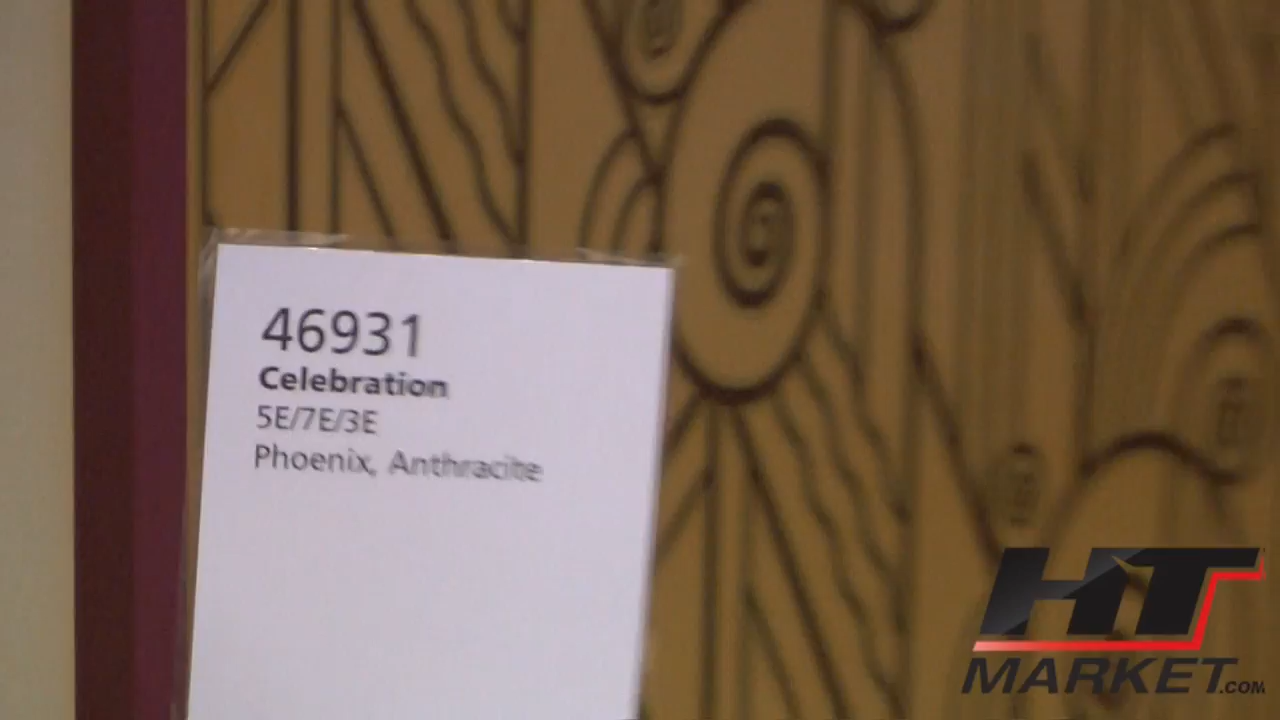 46931
Celebration
5E/7E/3E
Phoenix, Anthracite
HT
MARKET.COM